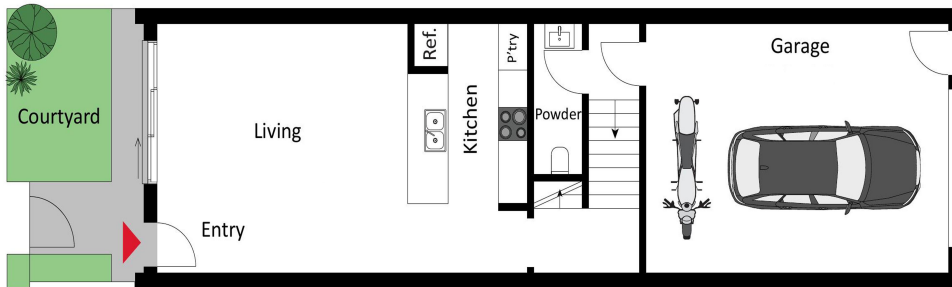 Courtyard
Living
Entry
Ref.
Kitchen
P'try
Powder
Garage